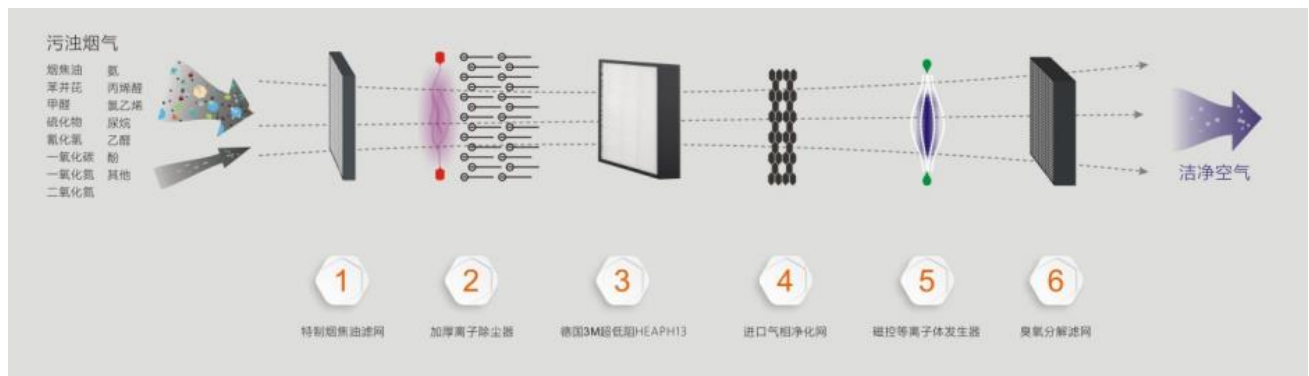 污浊烟气
烟焦油 氨
苯并芘 丙烯醛
甲醛 氯乙烯
硫化物 尿烷
氰化氢 乙醛
一氧化碳 酚
一氧化氮 其他
二氧化氮
洁净空气
1 2 3 4 5 6
特制烟焦油滤网 加厚离子除尘器 德国3M超低阻HEAPH13 进口气相净化网 磁控等离子体发生器 臭氧分解滤网